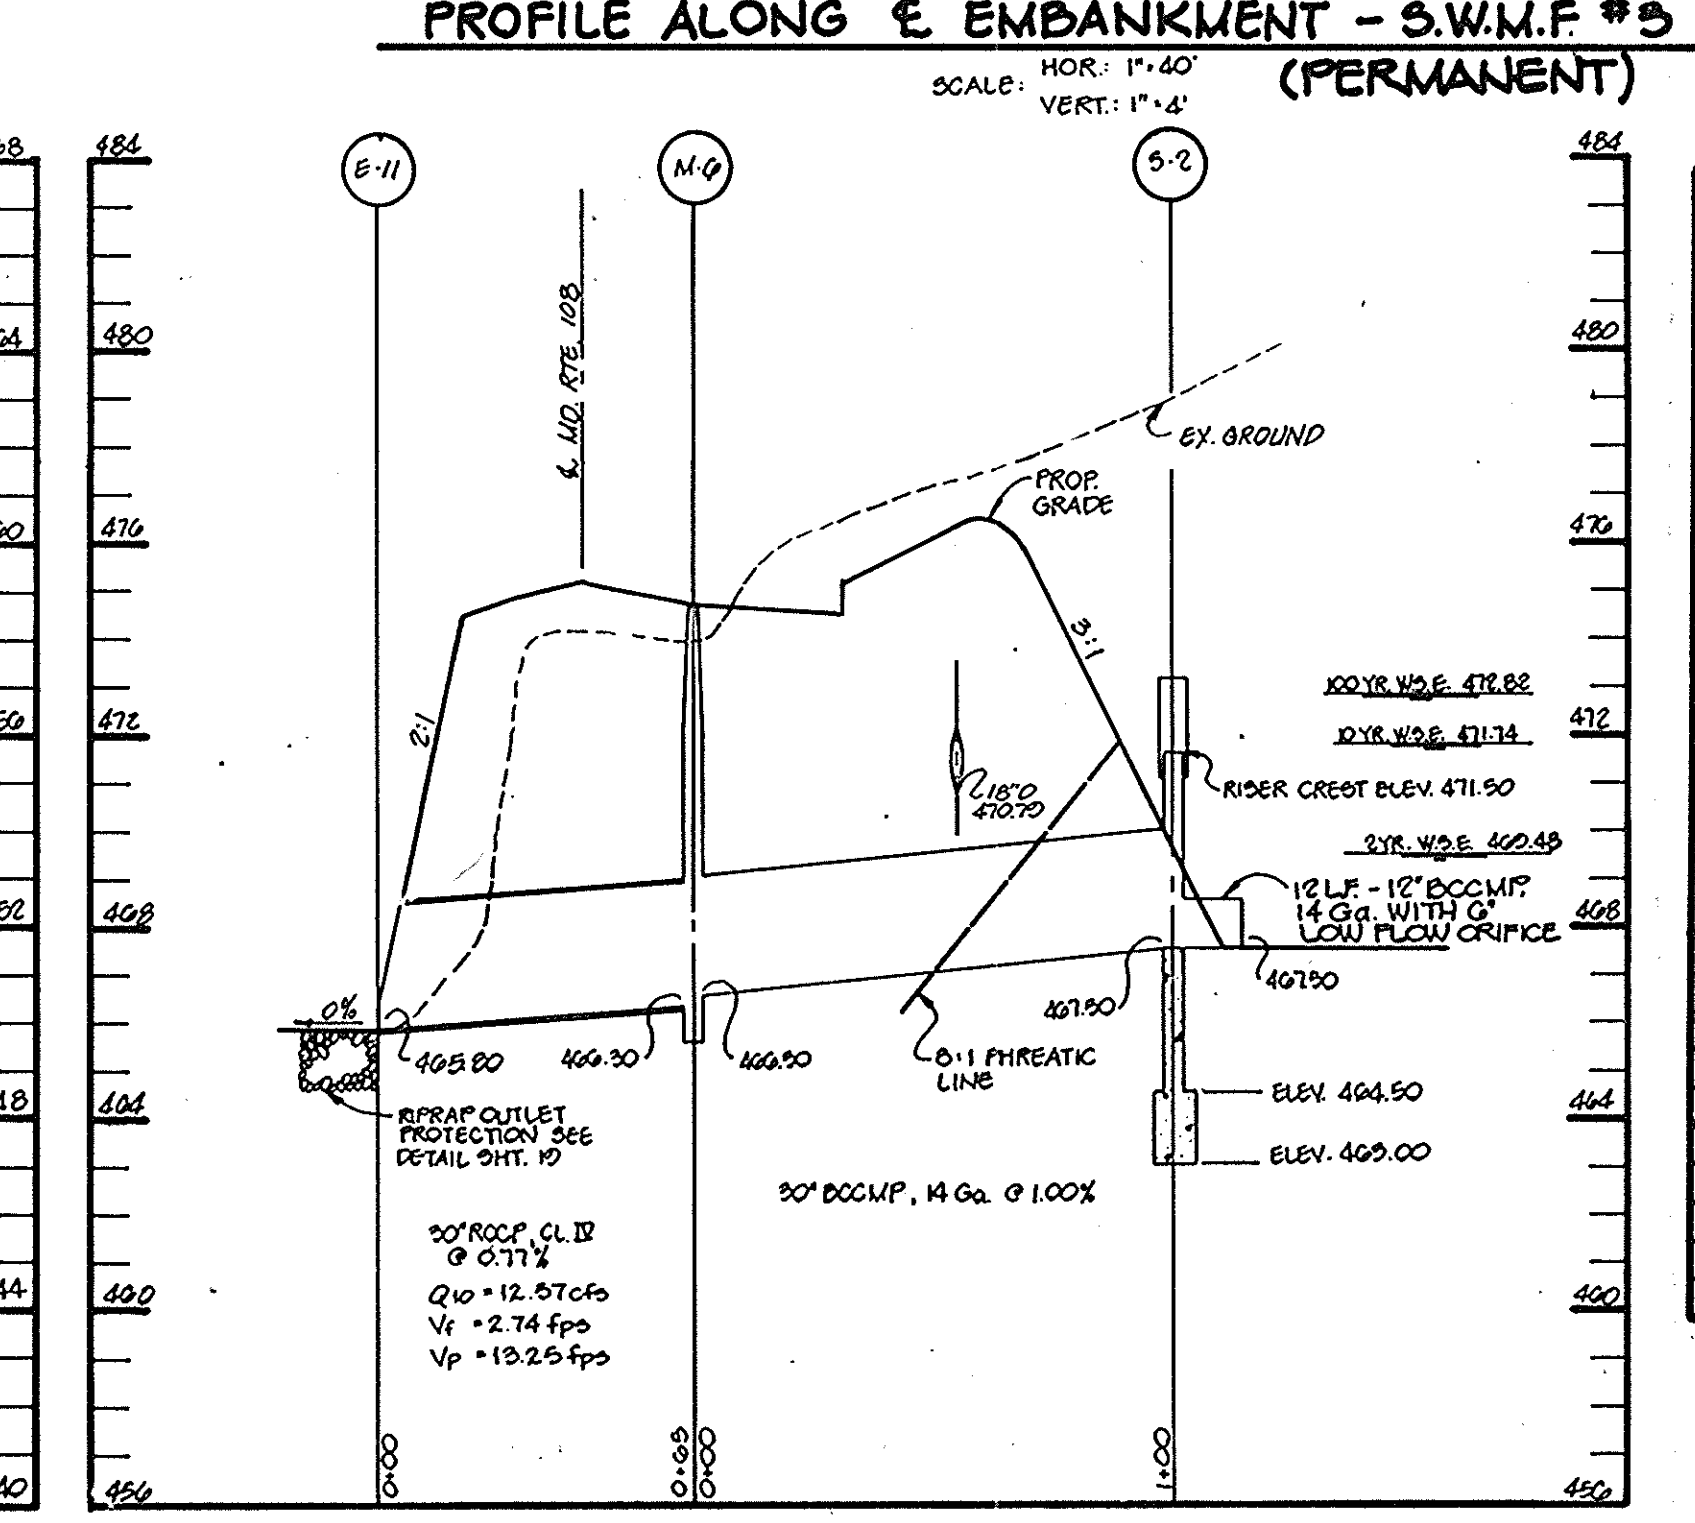 PROFILE ALONG ℄ EMBANKMENT - S.W.M.F. #3
(PERMANENT)
SCALE: HOR.: 1"=40'
VERT.: 1"=4'
E-11
M-6
S-2
484
480
476
472
468
464
460
456
484
480
476
472
468
464
460
456
℄ MD. RTE. 108
EX. GROUND
PROP.
GRADE
3:1
2:1
100 YR. W.S.E. 472.82
10 YR. W.S.E. 471.74
RISER CREST ELEV. 471.50
18"D
470.79
2 YR. W.S.E. 469.48
12 L.F. - 12" BCCMP,
14 Ga. WITH 6"
LOW FLOW ORIFICE
467.50
467.50
0%
465.80
466.30
466.50
8:1 PHREATIC
LINE
RIPRAP OUTLET
PROTECTION SEE
DETAIL SHT. 19
ELEV. 464.50
ELEV. 463.00
30" BCCMP, 14 Ga. @ 1.00%
30" RCCP, CL. IV
@ 0.77%
Q10 = 12.57cfs
Vf = 2.74 fps
Vp = 13.25 fps
0+00
0+65
0+00
1+00